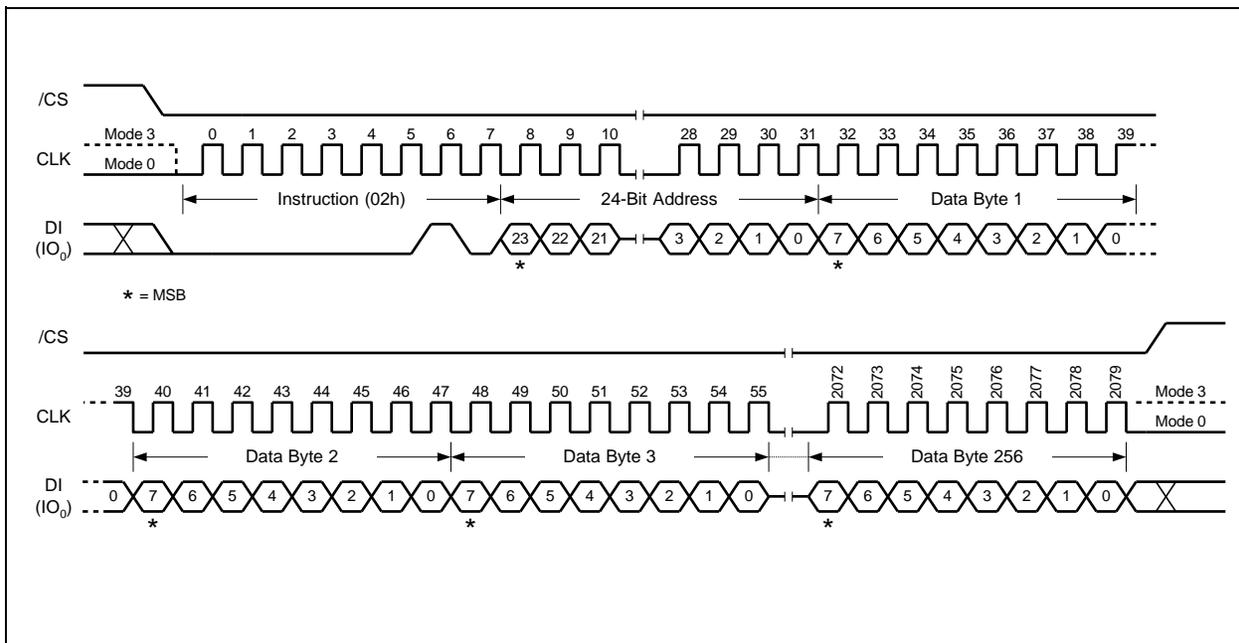 /CS
Mode 3 0 1 2 3 4 5 6 7 8 9 10 28 29 30 31 32 33 34 35 36 37 38 39
CLK Mode 0
Instruction (02h) 24-Bit Address Data Byte 1
DI
(IO0) 23 22 21 3 2 1 0 7 6 5 4 3 2 1 0
* *
* = MSB
/CS
39 40 41 42 43 44 45 46 47 48 49 50 51 52 53 54 55 2072 2073 2074 2075 2076 2077 2078 2079 Mode 3
CLK Mode 0
Data Byte 2 Data Byte 3 Data Byte 256
DI
(IO0) 0 7 6 5 4 3 2 1 0 7 6 5 4 3 2 1 0 7 6 5 4 3 2 1 0
* * *